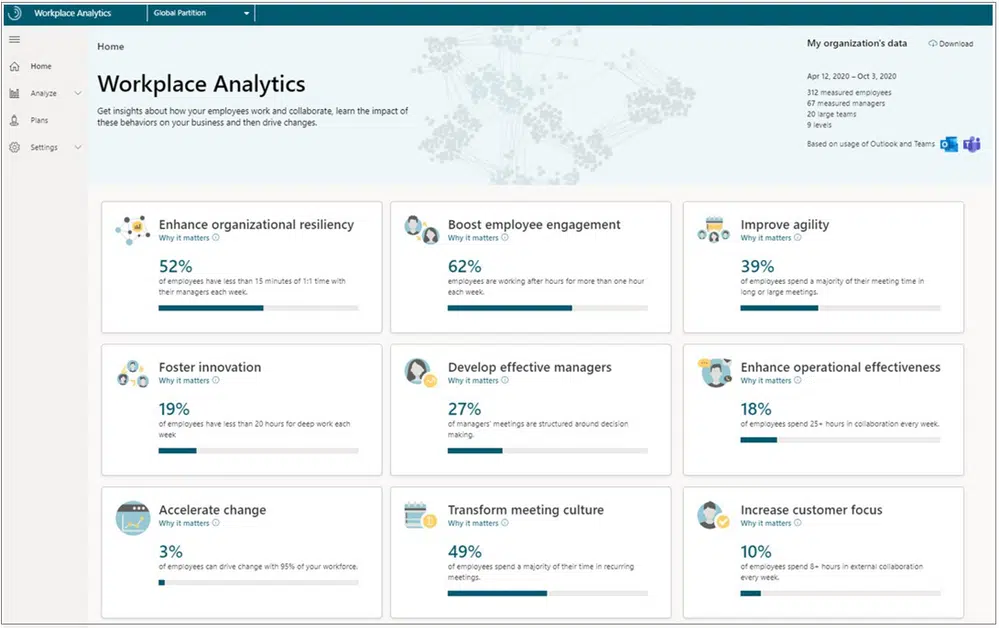 Workplace Analytics
Global Partition
Home
Analyze
Plans
Settings
Home
Workplace Analytics
Get insights about how your employees work and collaborate, learn the impact of
these behaviors on your business and then drive changes.
My organization's data
Download
Apr 12, 2020 – Oct 3, 2020
312 measured employees
67 measured managers
20 large teams
9 levels
Based on usage of Outlook and Teams
Enhance organizational resiliency
Why it matters
52%
of employees have less than 15 minutes of 1:1 time with
their managers each week.
Boost employee engagement
Why it matters
62%
employees are working after hours for more than one hour
each week.
Improve agility
Why it matters
39%
of employees spend a majority of their meeting time in
long or large meetings.
Foster innovation
Why it matters
19%
of employees have less than 20 hours for deep work each
week
Develop effective managers
Why it matters
27%
of managers' meetings are structured around decision
making.
Enhance operational effectiveness
Why it matters
18%
of employees spend 25+ hours in collaboration every week.
Accelerate change
Why it matters
3%
of employees can drive change with 95% of your workforce.
Transform meeting culture
Why it matters
49%
of employees spend a majority of their time in recurring
meetings.
Increase customer focus
Why it matters
10%
of employees spend 8+ hours in external collaboration
every week.